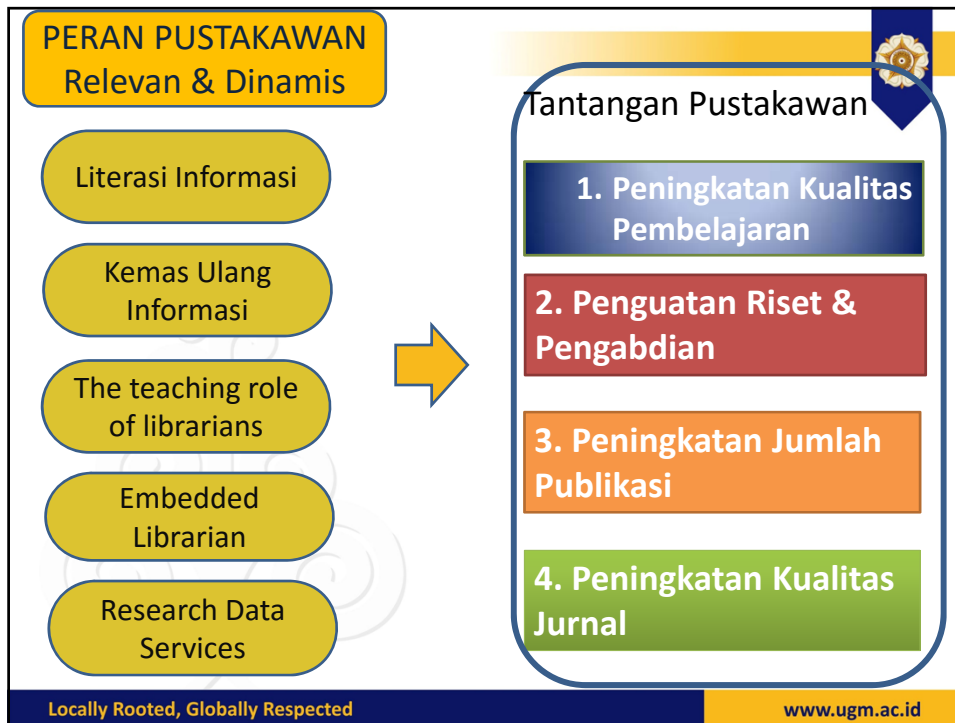 PERAN PUSTAKAWAN
Relevan & Dinamis
Literasi Informasi
Kemas Ulang
Informasi
The teaching role
of librarians
Embedded
Librarian
Research Data
Services
Tantangan Pustakawan
1. Peningkatan Kualitas
Pembelajaran
2. Penguatan Riset &
Pengabdian
3. Peningkatan Jumlah
Publikasi
4. Peningkatan Kualitas
Jurnal
Locally Rooted, Globally Respected
www.ugm.ac.id